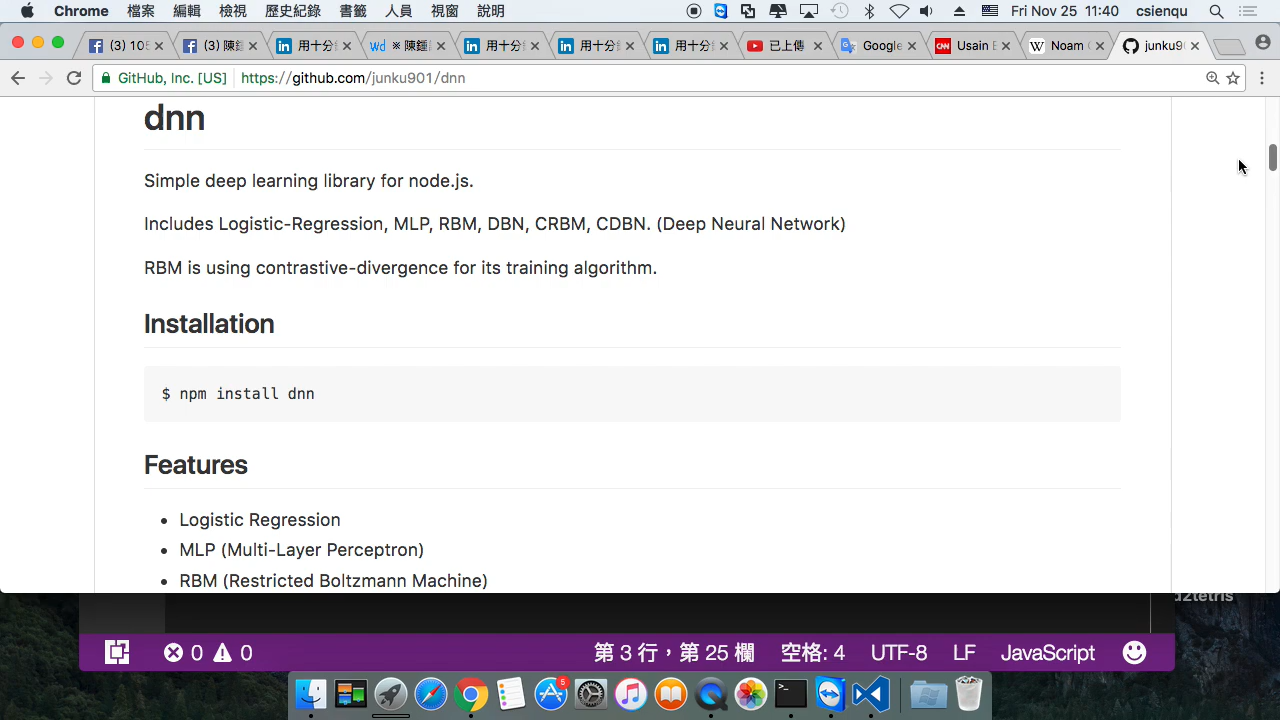 Chrome 檔案 編輯 檢視 歷史紀錄 書籤 人員 視窗 說明 Fri Nov 25 11:40 csienqu
(3) 105 (3) 陳鍾 用十分 ※ 陳鍾 用十分 用十分 用十分 已上傳 Google Usain B Noam junku90
GitHub, Inc. [US] https://github.com/junku901/dnn
dnn
Simple deep learning library for node.js.
Includes Logistic-Regression, MLP, RBM, DBN, CRBM, CDBN. (Deep Neural Network)
RBM is using contrastive-divergence for its training algorithm.
Installation
$ npm install dnn
Features
• Logistic Regression
• MLP (Multi-Layer Perceptron)
• RBM (Restricted Boltzmann Machine)
0 0 第 3 行，第 25 欄 空格: 4 UTF-8 LF JavaScript
5